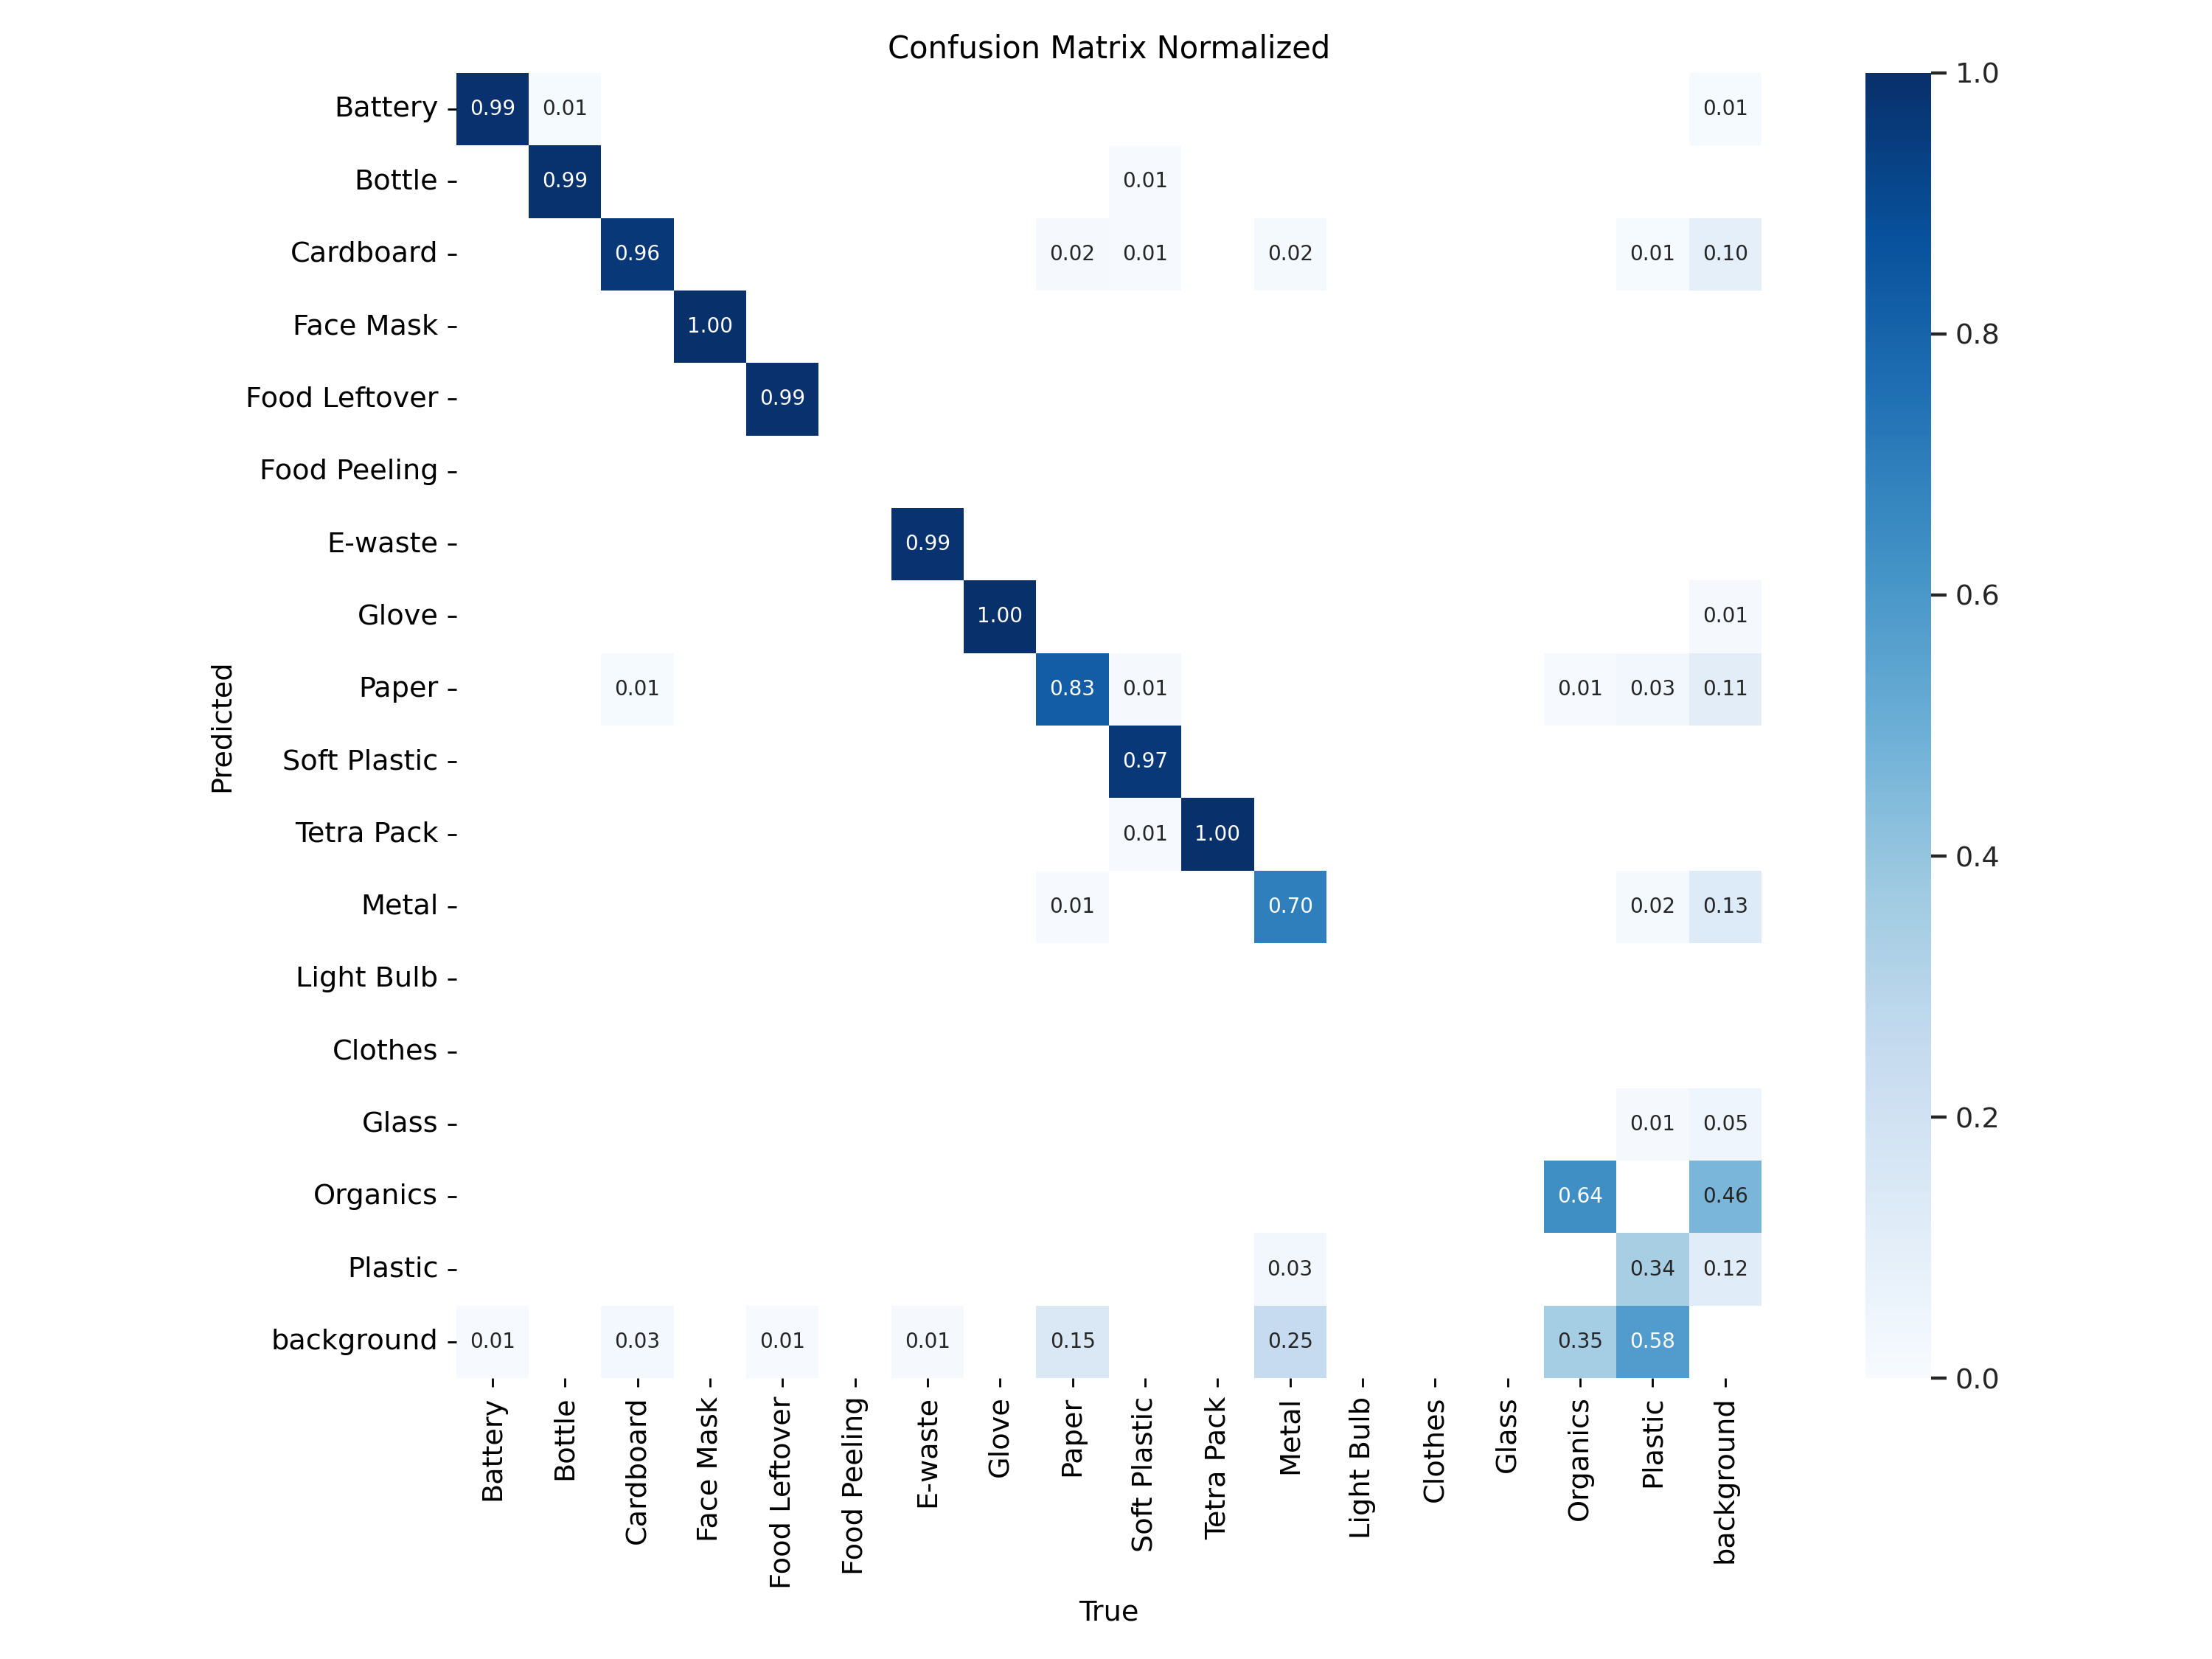 Confusion Matrix Normalized
Battery 0.99 0.01 0.01 1.0
Bottle 0.99 0.01
Cardboard 0.96 0.02 0.01 0.02 0.01 0.10
Face Mask 1.00 0.8
Food Leftover 0.99
Food Peeling
E-waste 0.99
0.6
Glove 1.00 0.01
Paper 0.01 0.83 0.01 0.01 0.03 0.11
Predicted
Soft Plastic 0.97
Tetra Pack 0.01 1.00
0.4
Metal 0.01 0.70 0.02 0.13
Light Bulb
Clothes
Glass 0.01 0.05 0.2
Organics 0.64 0.46
Plastic 0.03 0.34 0.12
background 0.01 0.03 0.01 0.01 0.15 0.25 0.35 0.58
0.0
Battery Bottle Cardboard Face Mask Food Leftover Food Peeling E-waste Glove Paper Soft Plastic Tetra Pack Metal Light Bulb Clothes Glass Organics Plastic background
True